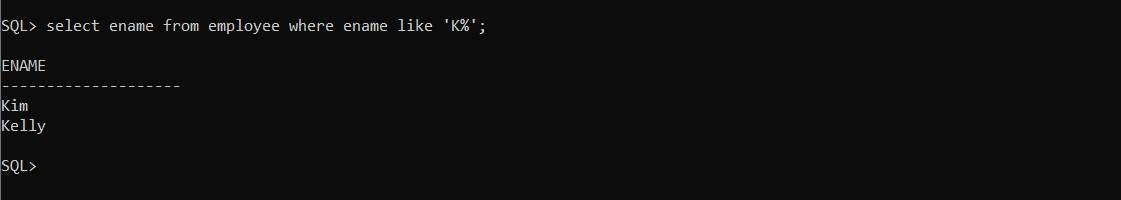 SQL> select ename from employee where ename like 'K%';
ENAME
--------------------
Kim
Kelly
SQL>